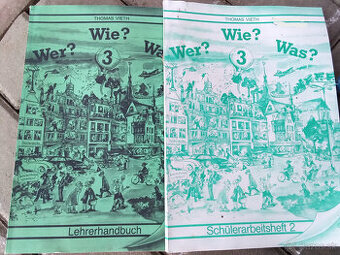 THOMAS VIETH
Wie?
Wer?
3
Was?
Lehrerhandbuch
THOMAS VIETH
Wie?
Wer?
3
Was?
Schülerarbeitsheft 2